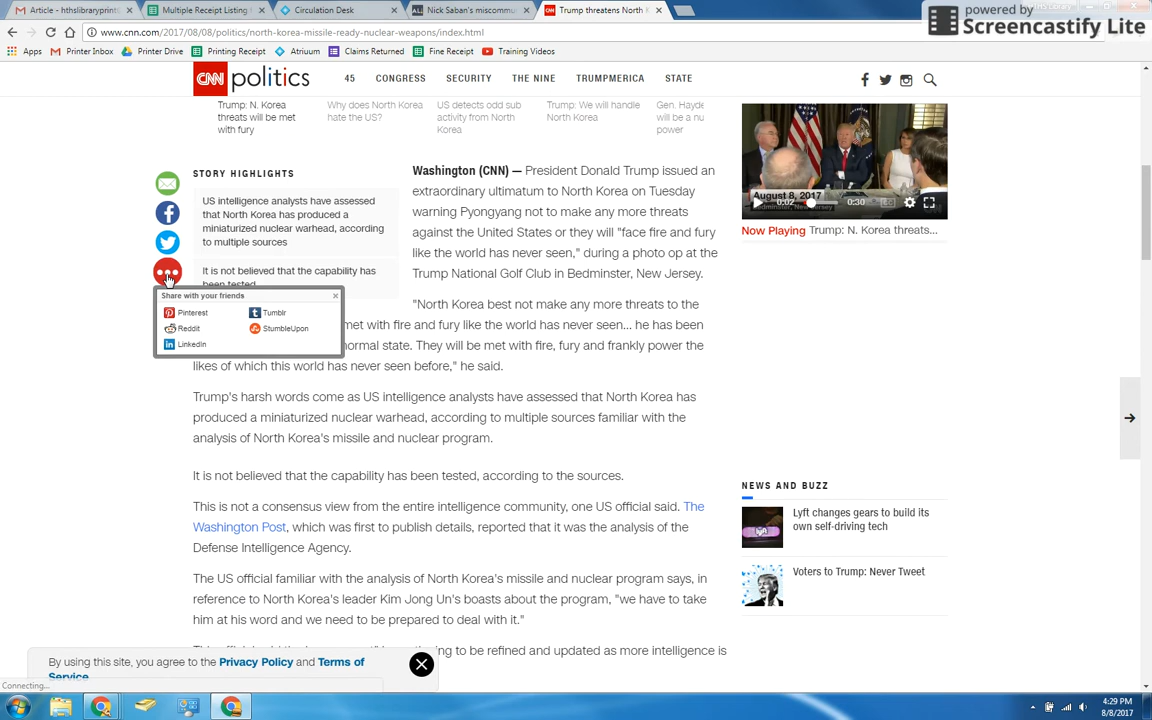 Article - hthslibraryprint
Multiple Receipt Listing
Circulation Desk
Nick Saban's miscommu
Trump threatens North K
www.cnn.com/2017/08/08/politics/north-korea-missile-ready-nuclear-weapons/index.html
powered by
Screencastify Lite
Apps Printer Inbox Printer Drive Printing Receipt Atriuum Claims Returned Fine Receipt Training Videos
CNN politics
45 CONGRESS SECURITY THE NINE TRUMPMERICA STATE
Trump: N. Korea
threats will be met
with fury
Why does North Korea
hate the US?
US detects odd sub
activity from North
Korea
Trump: We will handle
North Korea
Gen. Hayde
will be a nu
power
STORY HIGHLIGHTS
US intelligence analysts have assessed
that North Korea has produced a
miniaturized nuclear warhead, according
to multiple sources
It is not believed that the capability has
been tested
Share with your friends
Pinterest Tumblr
Reddit StumbleUpon
LinkedIn
Washington (CNN) — President Donald Trump issued an
extraordinary ultimatum to North Korea on Tuesday
warning Pyongyang not to make any more threats
against the United States or they will "face fire and fury
like the world has never seen," during a photo op at the
Trump National Golf Club in Bedminster, New Jersey.
"North Korea best not make any more threats to the
met with fire and fury like the world has never seen... he has been
normal state. They will be met with fire, fury and frankly power the
likes of which this world has never seen before," he said.
Trump's harsh words come as US intelligence analysts have assessed that North Korea has
produced a miniaturized nuclear warhead, according to multiple sources familiar with the
analysis of North Korea's missile and nuclear program.
It is not believed that the capability has been tested, according to the sources.
This is not a consensus view from the entire intelligence community, one US official said. The
Washington Post, which was first to publish details, reported that it was the analysis of the
Defense Intelligence Agency.
The US official familiar with the analysis of North Korea's missile and nuclear program says, in
reference to North Korea's leader Kim Jong Un's boasts about the program, "we have to take
him at his word and we need to be prepared to deal with it."
to be refined and updated as more intelligence is
August 8, 2017
Bedminster, New Jersey
0:02 0:30
Now Playing Trump: N. Korea threats...
NEWS AND BUZZ
Lyft changes gears to build its
own self-driving tech
Voters to Trump: Never Tweet
By using this site, you agree to the Privacy Policy and Terms of
Service
Connecting...
4:29 PM
8/8/2017